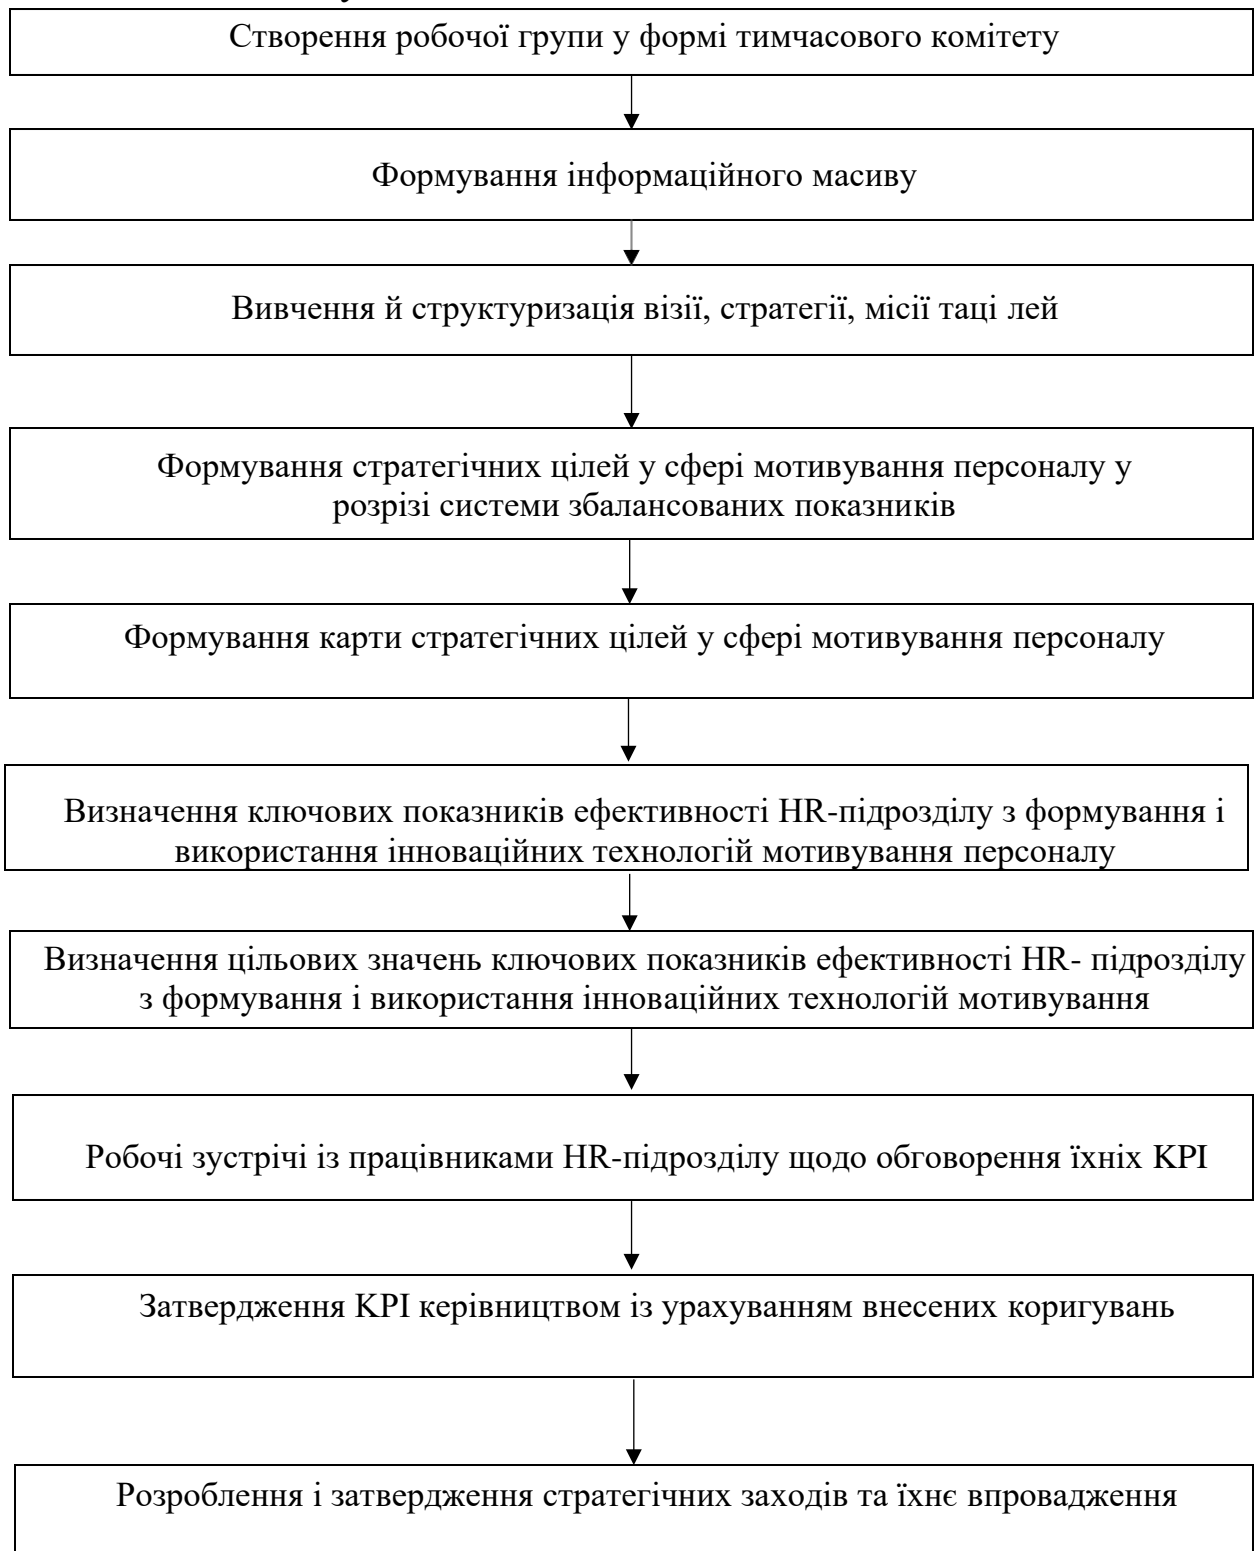 Створення робочої групи у формі тимчасового комітету
Формування інформаційного масиву
Вивчення й структуризація візії, стратегії, місії таці лей
Формування стратегічних цілей у сфері мотивування персоналу у
розрізі системи збалансованих показників
Формування карти стратегічних цілей у сфері мотивування персоналу
Визначення ключових показників ефективності HR-підрозділу з формування і
використання інноваційних технологій мотивування персоналу
Визначення цільових значень ключових показників ефективності HR- підрозділу
з формування і використання інноваційних технологій мотивування
Робочі зустрічі із працівниками HR-підрозділу щодо обговорення їхніх KPI
Затвердження KPI керівництвом із урахуванням внесених коригувань
Розроблення і затвердження стратегічних заходів та їхнє впровадження